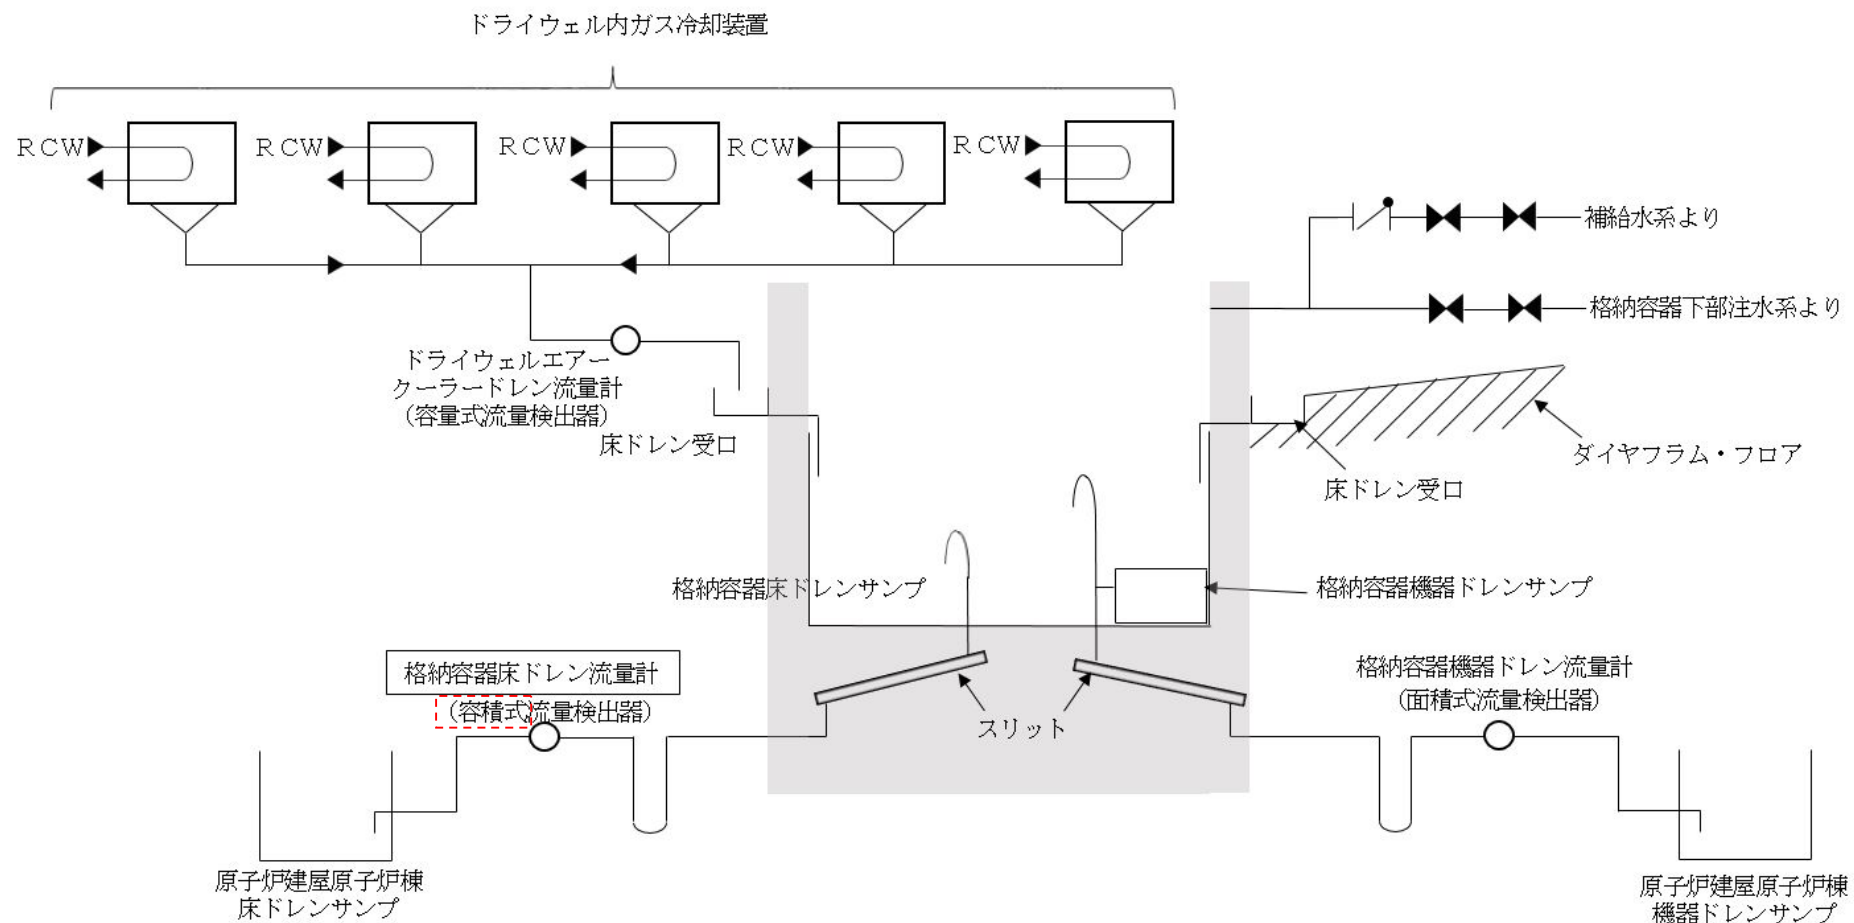 ドライウェル内ガス冷却装置
ＲＣＷ
ＲＣＷ
ＲＣＷ
ＲＣＷ
ＲＣＷ
補給水系より
格納容器下部注水系より
ドライウェルエアー
クーラードレン流量計
（容量式流量検出器）
床ドレン受口
ダイヤフラム・フロア
床ドレン受口
格納容器床ドレンサンプ
格納容器機器ドレンサンプ
格納容器床ドレン流量計
（容積式流量検出器）
格納容器機器ドレン流量計
（面積式流量検出器）
スリット
原子炉建屋原子炉棟
床ドレンサンプ
原子炉建屋原子炉棟
機器ドレンサンプ